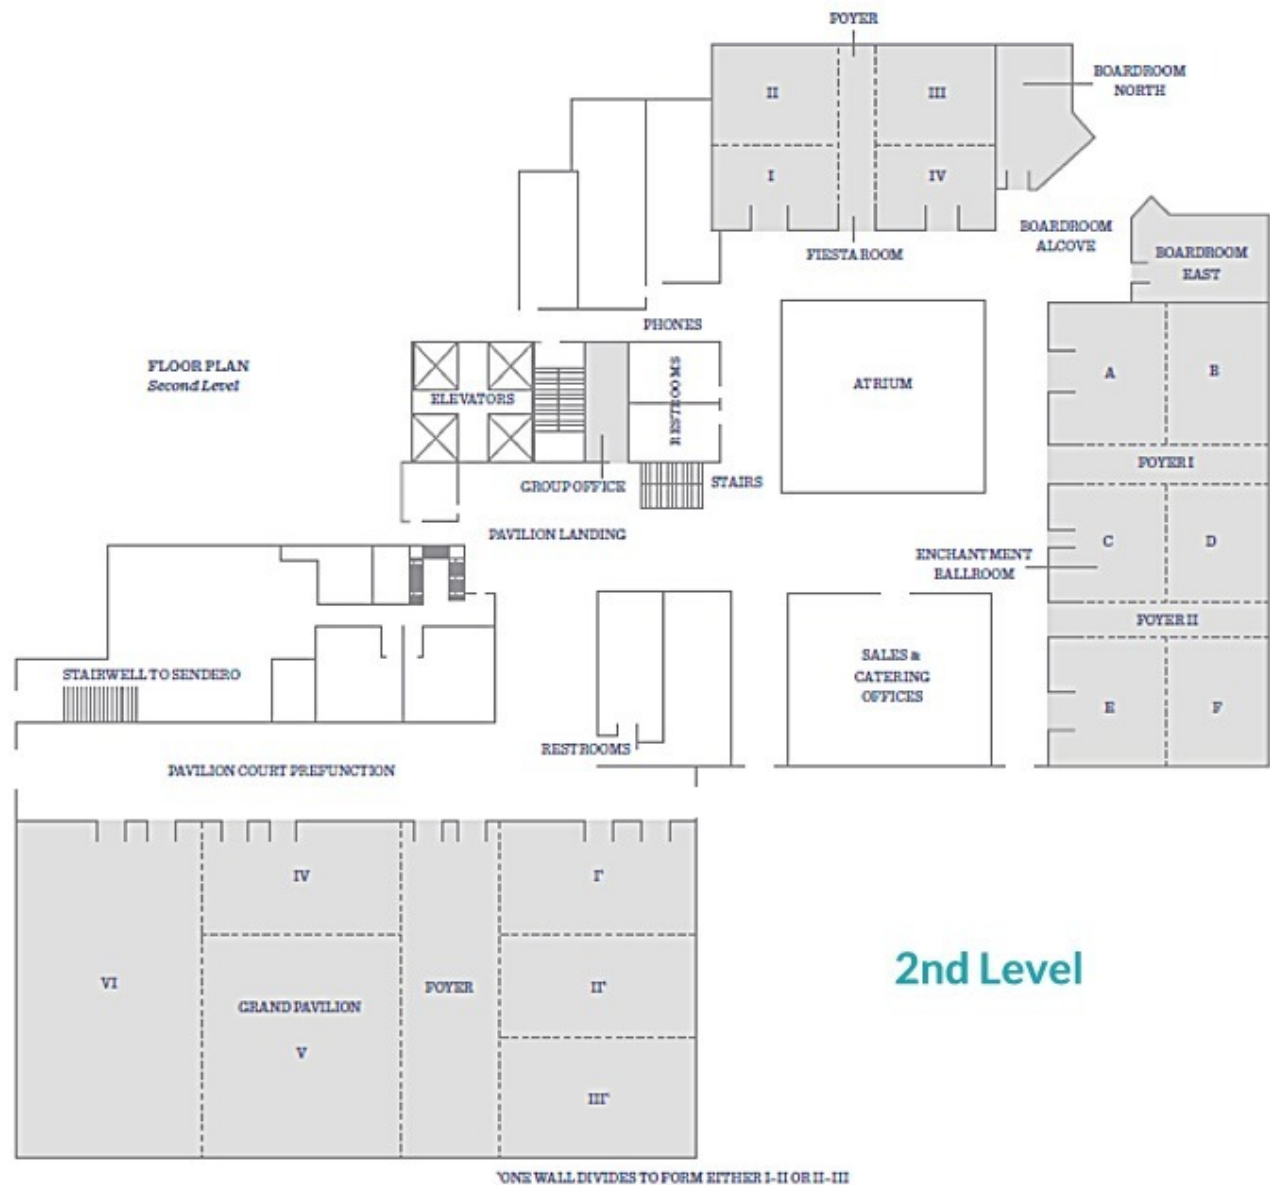 FOYER
II
III
BOARDROOM
NORTH
I
IV
BOARDROOM
ALCOVE
FIESTA ROOM
BOARDROOM
EAST
PHONES
FLOOR PLAN
Second Level
ELEVATORS
RESTROOMS
ATRIUM
A
B
GROUP OFFICE
STAIRS
FOYER I
PAVILION LANDING
C
D
ENCHANTMENT
BALLROOM
FOYER II
STAIRWELL TO SENDERO
SALES &
CATERING
OFFICES
E
F
RESTROOMS
PAVILION COURT PREFUNCTION
IV
I*
VI
GRAND PAVILION
V
FOYER
II*
III*
2nd Level
*ONE WALL DIVIDES TO FORM EITHER I-II OR II-III